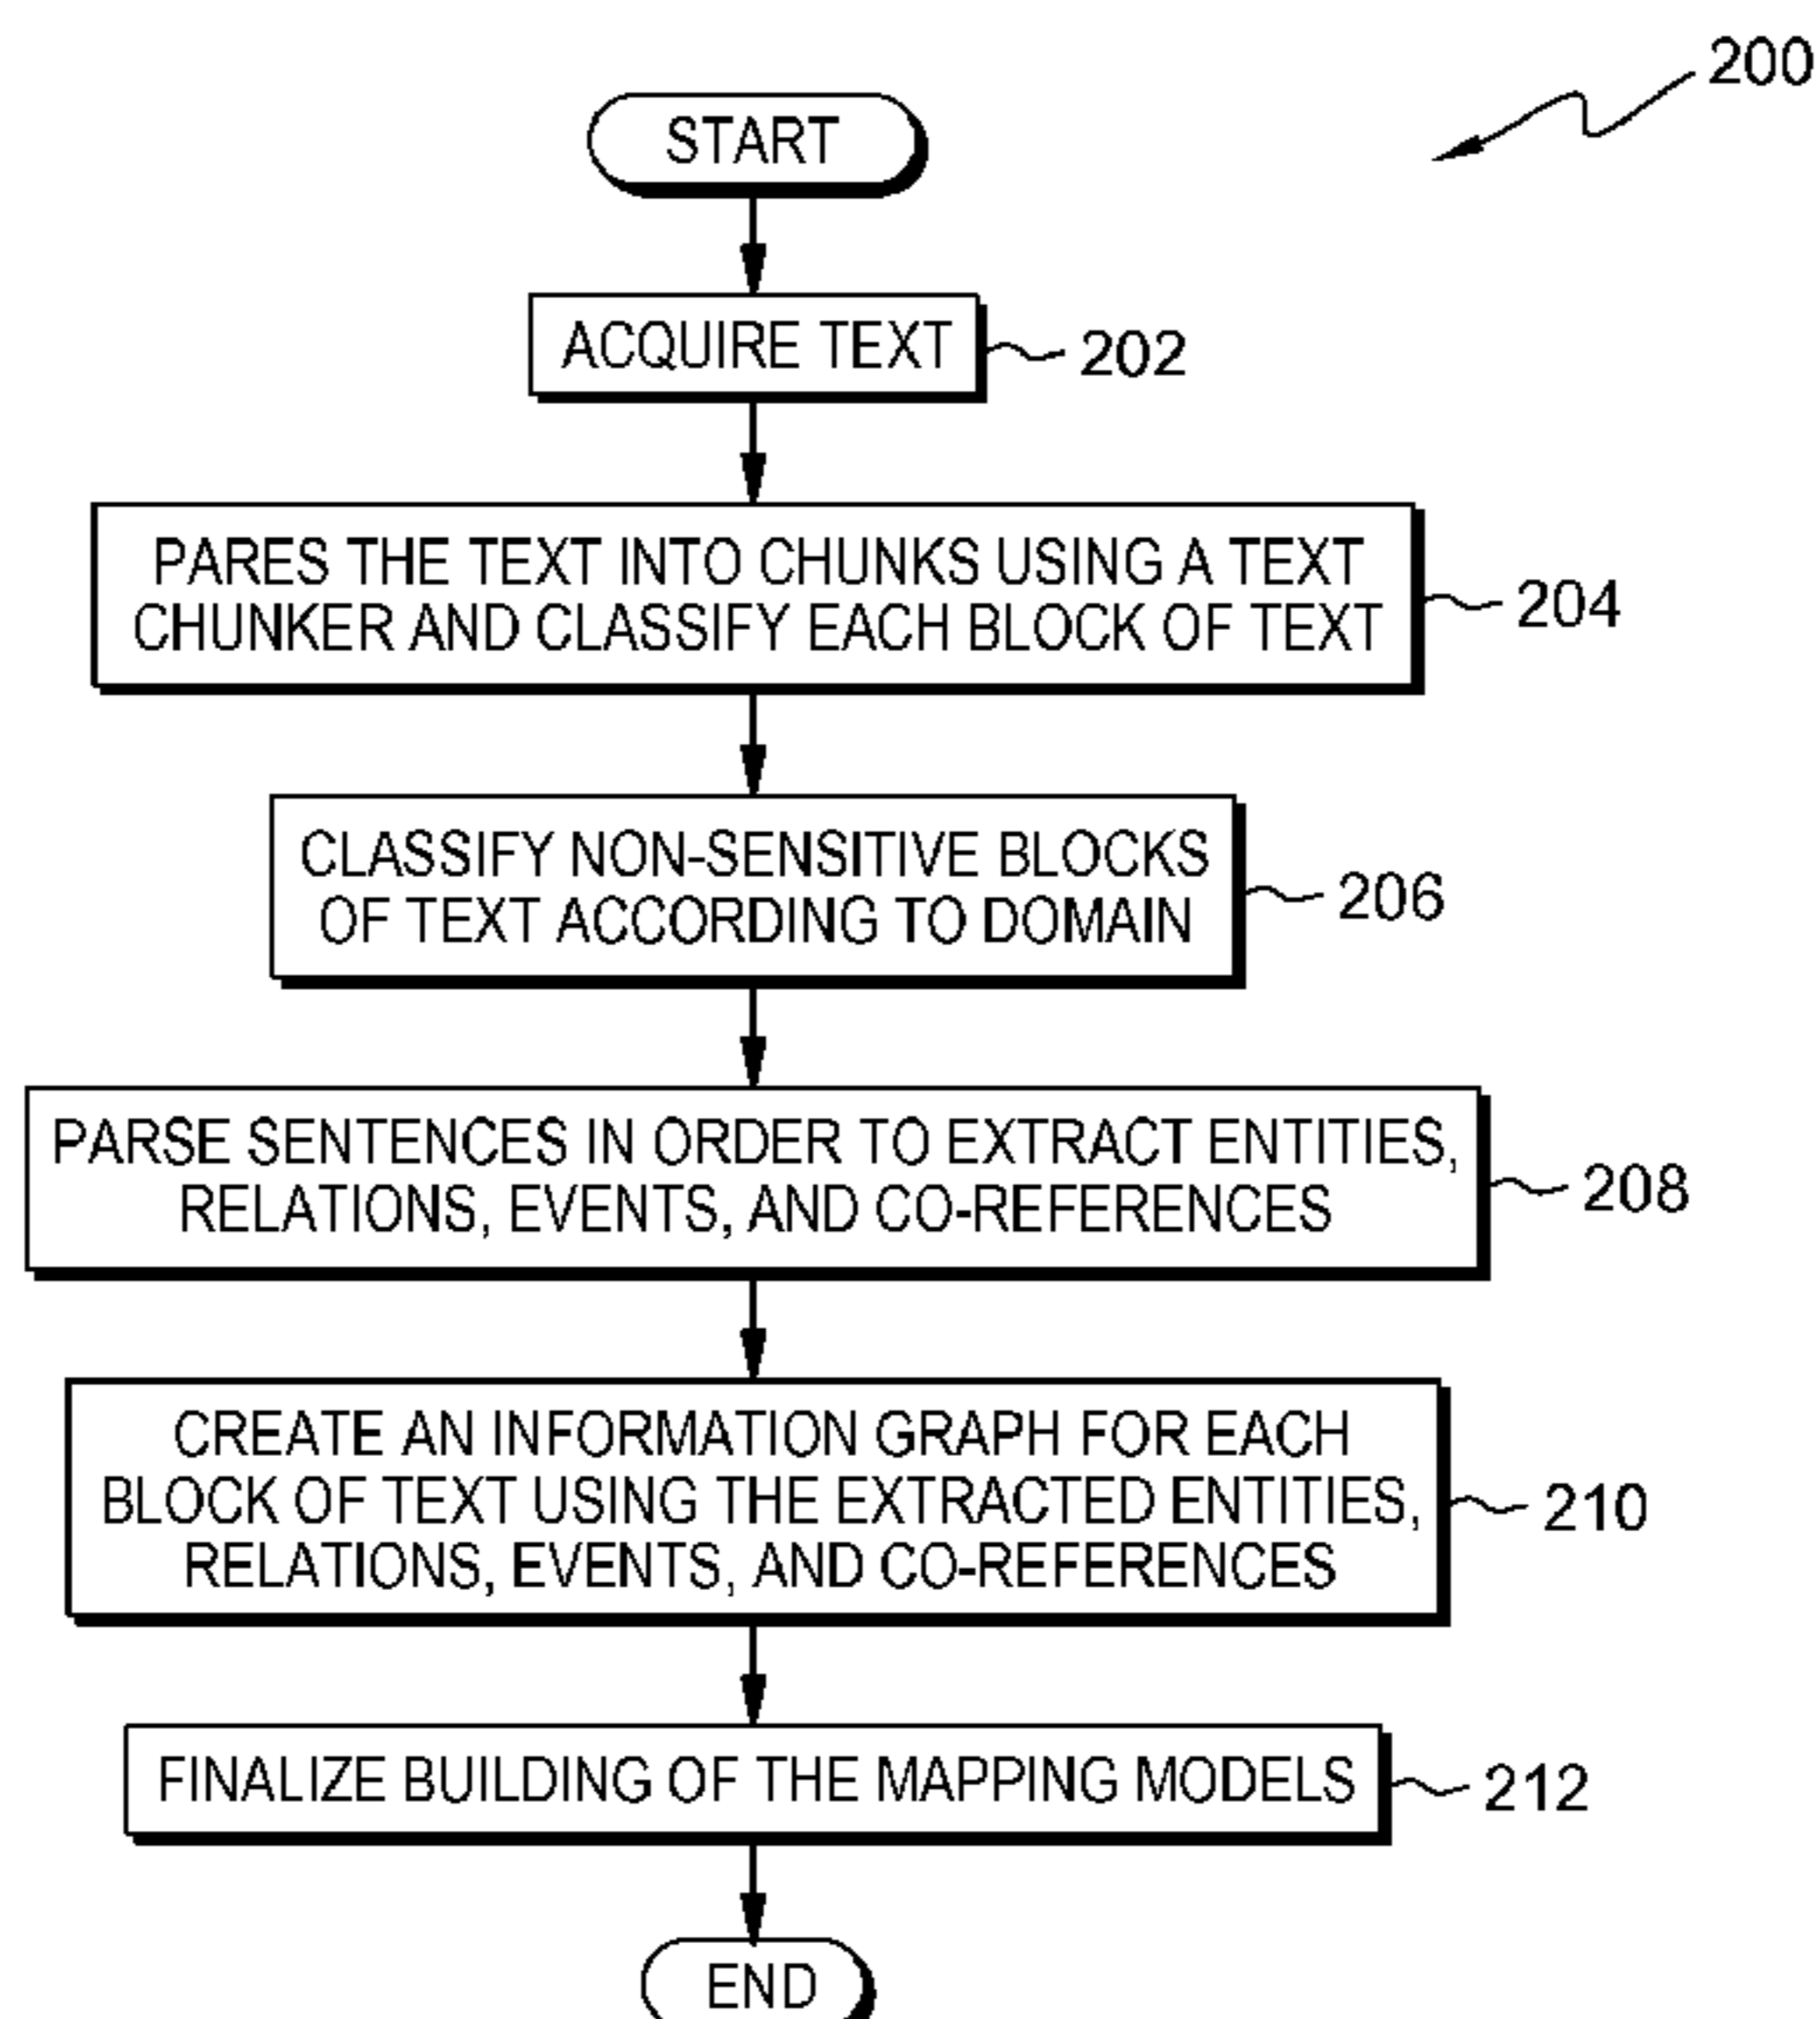 200
START
ACQUIRE TEXT
202
PARES THE TEXT INTO CHUNKS USING A TEXT
CHUNKER AND CLASSIFY EACH BLOCK OF TEXT
204
CLASSIFY NON-SENSITIVE BLOCKS
OF TEXT ACCORDING TO DOMAIN
206
PARSE SENTENCES IN ORDER TO EXTRACT ENTITIES,
RELATIONS, EVENTS, AND CO-REFERENCES
208
CREATE AN INFORMATION GRAPH FOR EACH
BLOCK OF TEXT USING THE EXTRACTED ENTITIES,
RELATIONS, EVENTS, AND CO-REFERENCES
210
FINALIZE BUILDING OF THE MAPPING MODELS
212
END